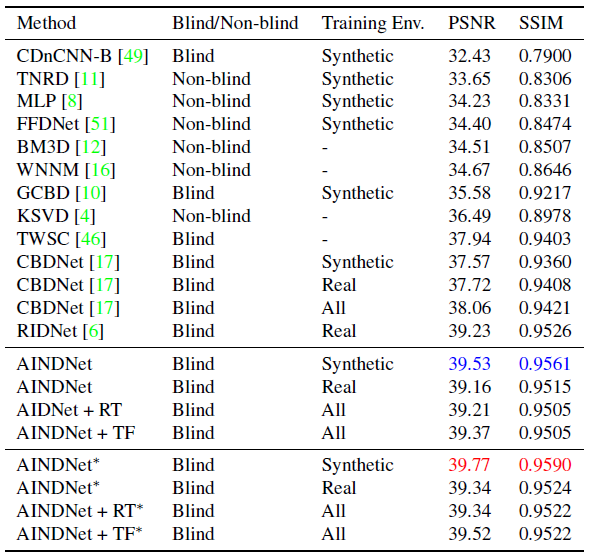 Method Blind/Non-blind Training Env. PSNR SSIM
CDnCNN-B [49] Blind Synthetic 32.43 0.7900
TNRD [11] Non-blind Synthetic 33.65 0.8306
MLP [8] Non-blind Synthetic 34.23 0.8331
FFDNet [51] Non-blind Synthetic 34.40 0.8474
BM3D [12] Non-blind - 34.51 0.8507
WNNM [16] Non-blind - 34.67 0.8646
GCBD [10] Blind Synthetic 35.58 0.9217
KSVD [4] Non-blind - 36.49 0.8978
TWSC [46] Blind - 37.94 0.9403
CBDNet [17] Blind Synthetic 37.57 0.9360
CBDNet [17] Blind Real 37.72 0.9408
CBDNet [17] Blind All 38.06 0.9421
RIDNet [6] Blind Real 39.23 0.9526
AINDNet Blind Synthetic 39.53 0.9561
AINDNet Blind Real 39.16 0.9515
AIDNet + RT Blind All 39.21 0.9505
AINDNet + TF Blind All 39.37 0.9505
AINDNet* Blind Synthetic 39.77 0.9590
AINDNet* Blind Real 39.34 0.9524
AINDNet + RT* Blind All 39.34 0.9522
AINDNet + TF* Blind All 39.52 0.9522